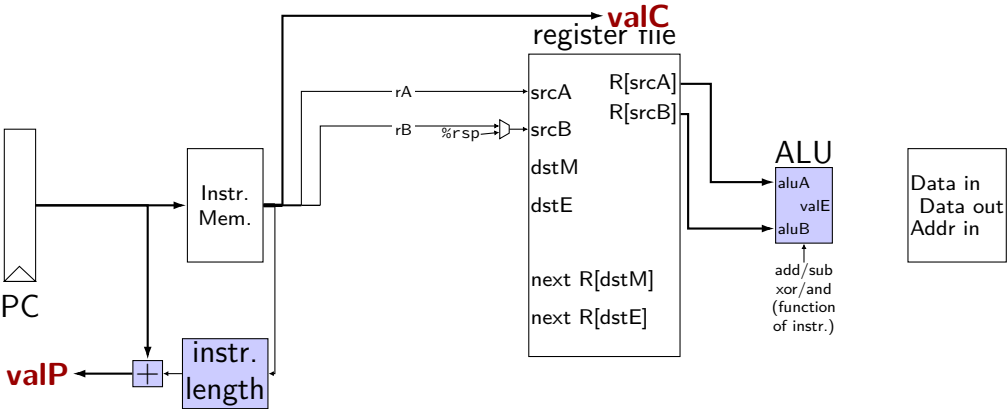 valC
register file
rA
srcA
R[srcA]
R[srcB]
rB
%rsp
srcB
dstM
dstE
next R[dstM]
next R[dstE]
Instr.
Mem.
PC
ALU
aluA
valE
aluB
add/sub
xor/and
(function
of instr.)
Data in
Data out
Addr in
instr.
length
+
valP